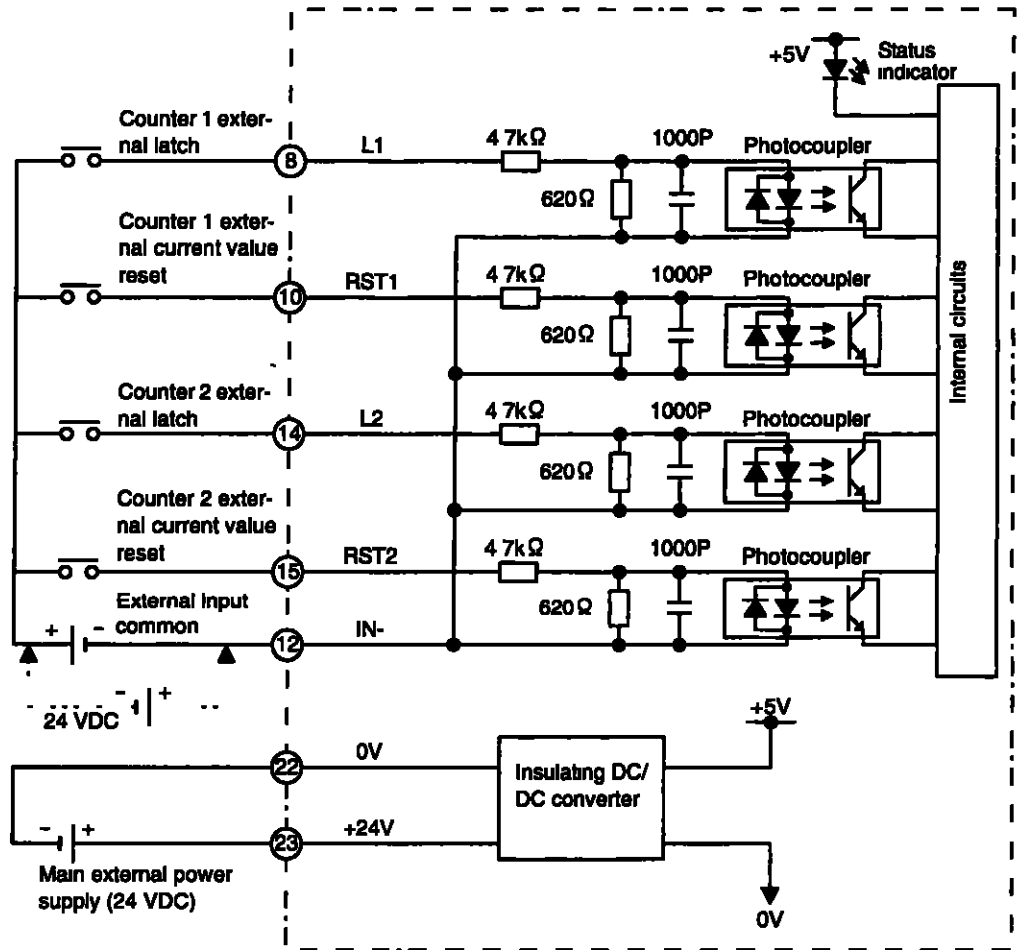 +5V
Status
indicator
Counter 1 exter-
nal latch
8
L1
4 7kΩ
1000P
Photocoupler
620Ω
Counter 1 exter-
nal current value
reset
10
RST1
4 7kΩ
1000P
Photocoupler
620Ω
Internal circuits
Counter 2 exter-
nal latch
14
L2
4 7kΩ
1000P
Photocoupler
620Ω
Counter 2 exter-
nal current value
reset
15
RST2
4 7kΩ
1000P
Photocoupler
620Ω
External input
common
+ -
12
IN-
- +
24 VDC
+5V
22
0V
Insulating DC/
DC converter
- +
23
+24V
Main external power
supply (24 VDC)
0V